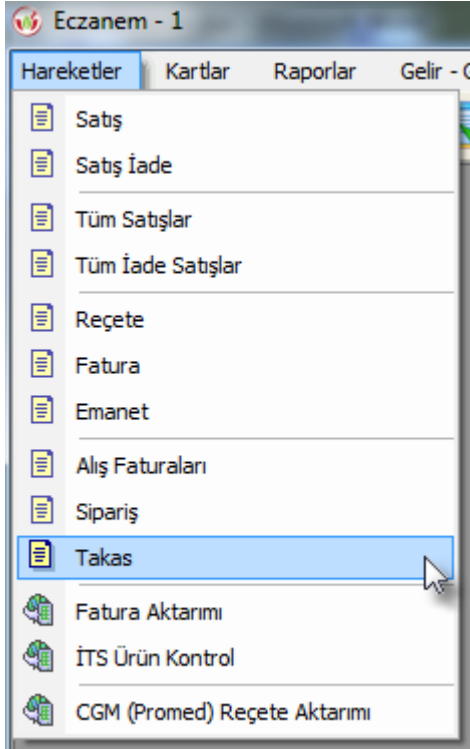 Eczanem - 1
Hareketler Kartlar Raporlar Gelir -
Satış
Satış İade
Tüm Satışlar
Tüm İade Satışlar
Reçete
Fatura
Emanet
Alış Faturaları
Sipariş
Takas
Fatura Aktarımı
İTS Ürün Kontrol
CGM (Promed) Reçete Aktarımı